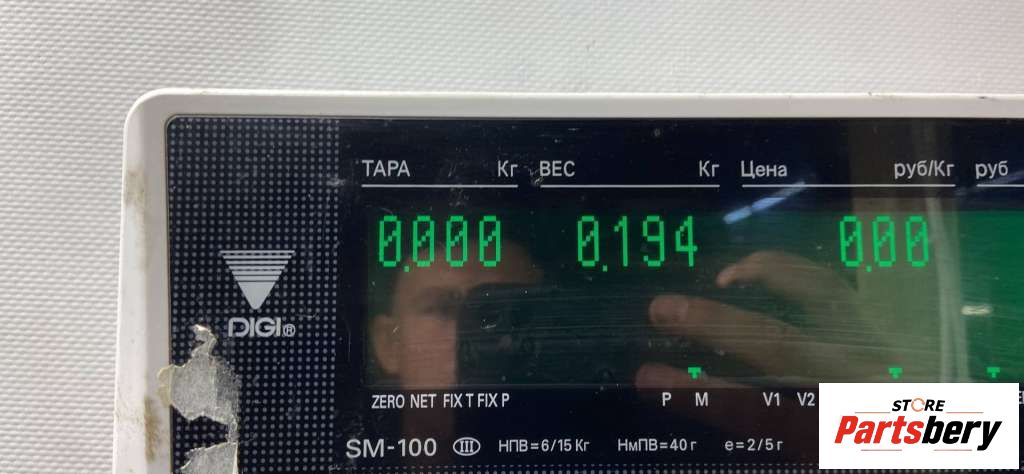 ТАРА Кг ВЕС Кг Цена руб/Кг руб
0.000 0.194 0.00
DIGI®
ZERO NET FIX T FIX P P M V1 V2
SM-100 III НПВ=6/15 Кг НмПВ=40 г e=2/5 г
STORE
Partsbery